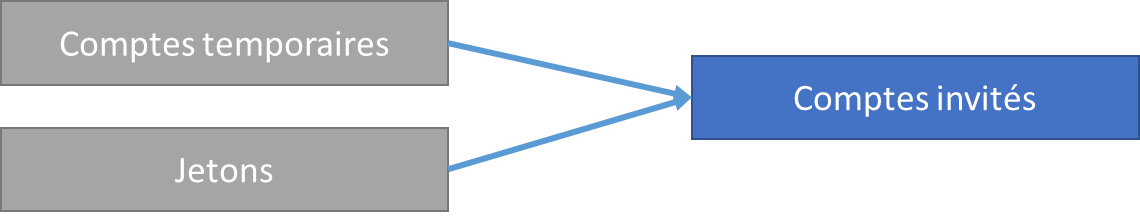 Comptes temporaires
Comptes invités
Jetons